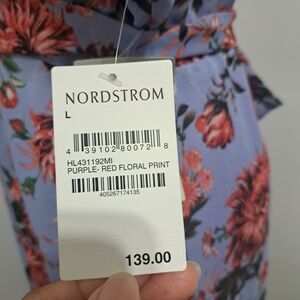 NORDSTROM
L
4 39102 80072 8
HL431192MI
PURPLE- RED FLORAL PRINT
405267174135
139.00